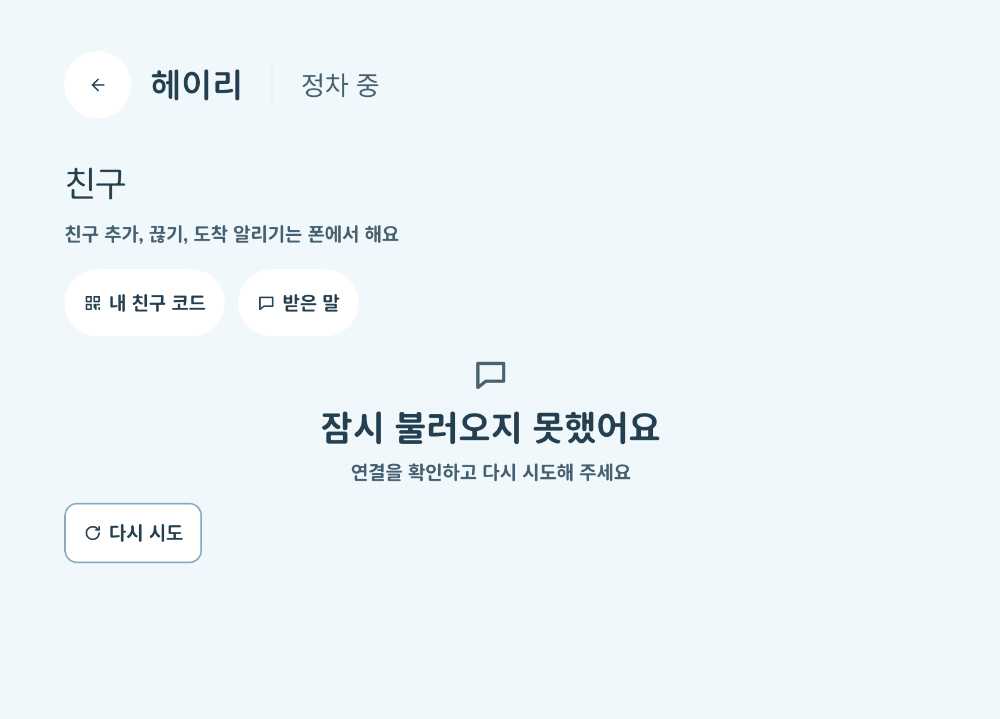 헤이리 정차 중
친구
친구 추가, 끊기, 도착 알리기는 폰에서 해요
내 친구 코드 받은 말
잠시 불러오지 못했어요
연결을 확인하고 다시 시도해 주세요
다시 시도